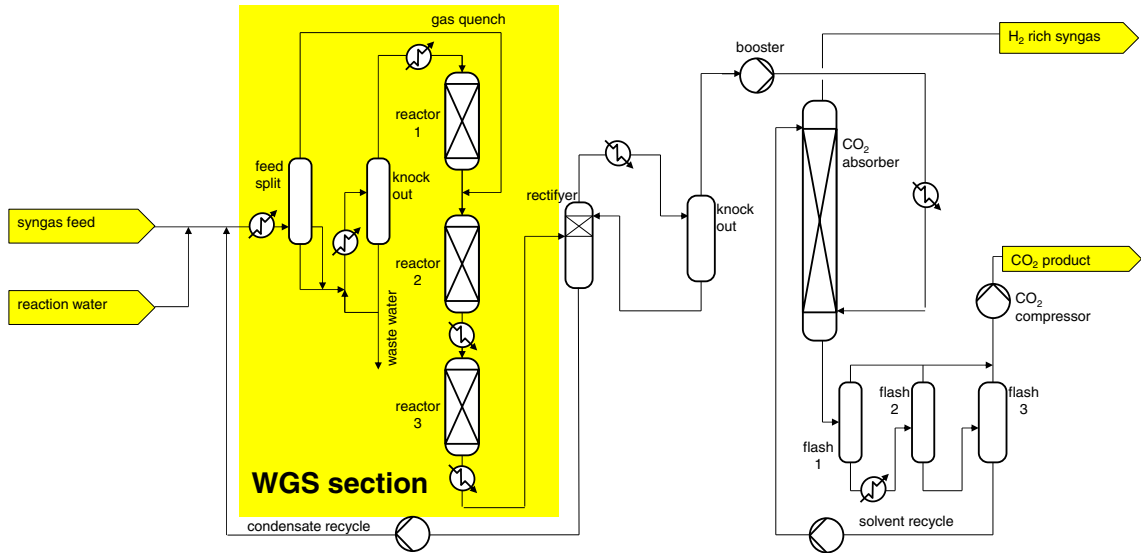 gas quench
H2 rich syngas
booster
reactor
1
CO2
absorber
feed
split
knock
out
rectifyer
knock
out
syngas feed
reactor
2
CO2 product
reaction water
CO2
compressor
waste water
reactor
3
flash
2
flash
3
flash
1
WGS section
condensate recycle
solvent recycle